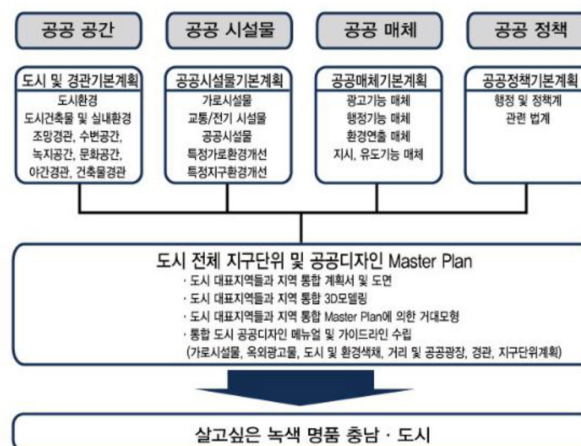 공공 공간
공공 시설물
공공 매체
공공 정책
도시 및 경관기본계획
도시환경
도시건축물 및 실내환경
조망경관, 수변공간,
녹지공간, 문화공간,
야간경관, 건축물경관
공공시설물기본계획
가로시설물
교통/전기 시설물
공공시설물
특정가로환경개선
특정지구환경개선
공공매체기본계획
광고기능 매체
행정기능 매체
환경연출 매체
지시, 유도기능 매체
공공정책기본계획
행정 및 정책계
관련 법계
도시 전체 지구단위 및 공공디자인 Master Plan
· 도시 대표지역들과 지역 통합 계획서 및 도면
· 도시 대표지역들과 지역 통합 3D모델링
· 도시 대표지역들과 지역 통합 Master Plan에 의한 거대모형
· 통합 도시 공공디자인 메뉴얼 및 가이드라인 수립
(가로시설물, 옥외광고물, 도시 및 환경색채, 거리 및 공공광장, 경관, 지구단위계획)
살고싶은 녹색 명품 충남 · 도시